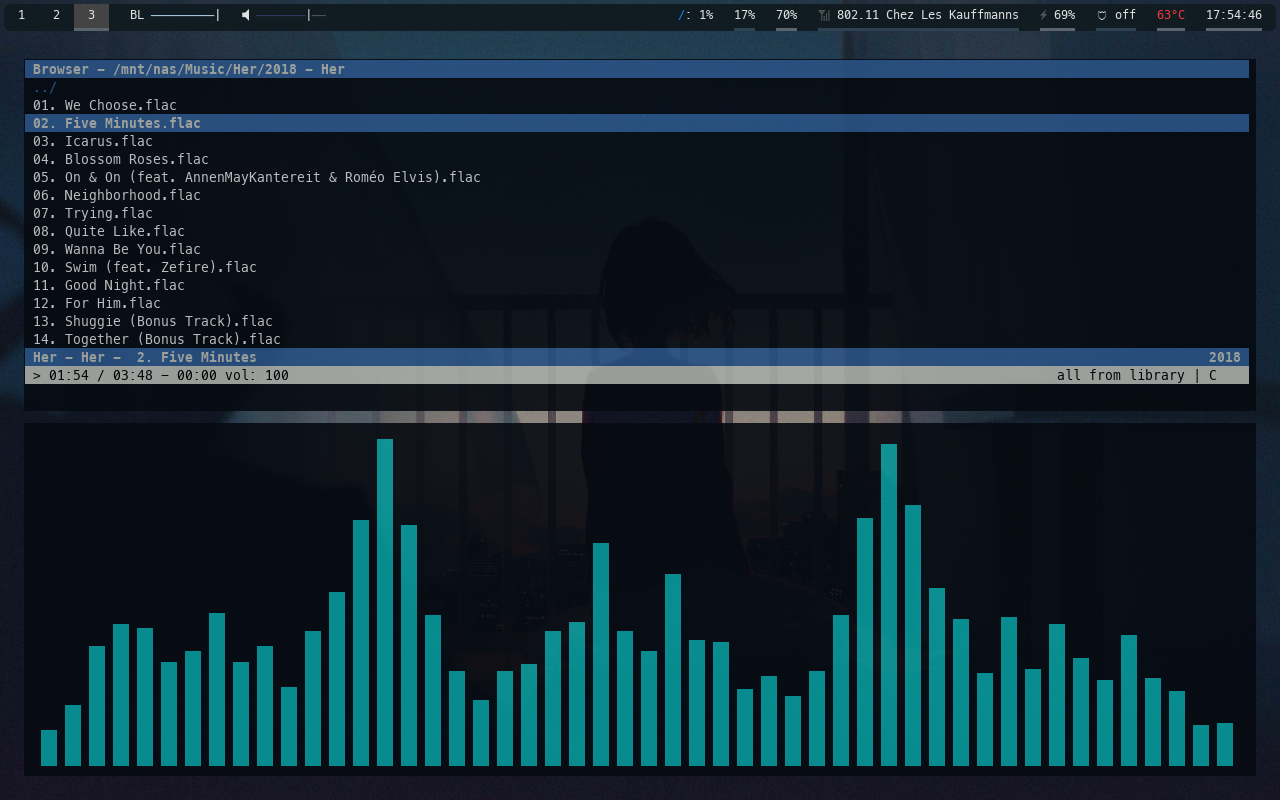 1 2 3 BL /: 1% 17% 70% 802.11 Chez Les Kauffmanns 69% off 63°C 17:54:46
Browser – /mnt/nas/Music/Her/2018 – Her
../
01. We Choose.flac
02. Five Minutes.flac
03. Icarus.flac
04. Blossom Roses.flac
05. On & On (feat. AnnenMayKantereit & Roméo Elvis).flac
06. Neighborhood.flac
07. Trying.flac
08. Quite Like.flac
09. Wanna Be You.flac
10. Swim (feat. Zefire).flac
11. Good Night.flac
12. For Him.flac
13. Shuggie (Bonus Track).flac
14. Together (Bonus Track).flac
Her – Her – 2. Five Minutes 2018
> 01:54 / 03:48 – 00:00 vol: 100 all from library | C